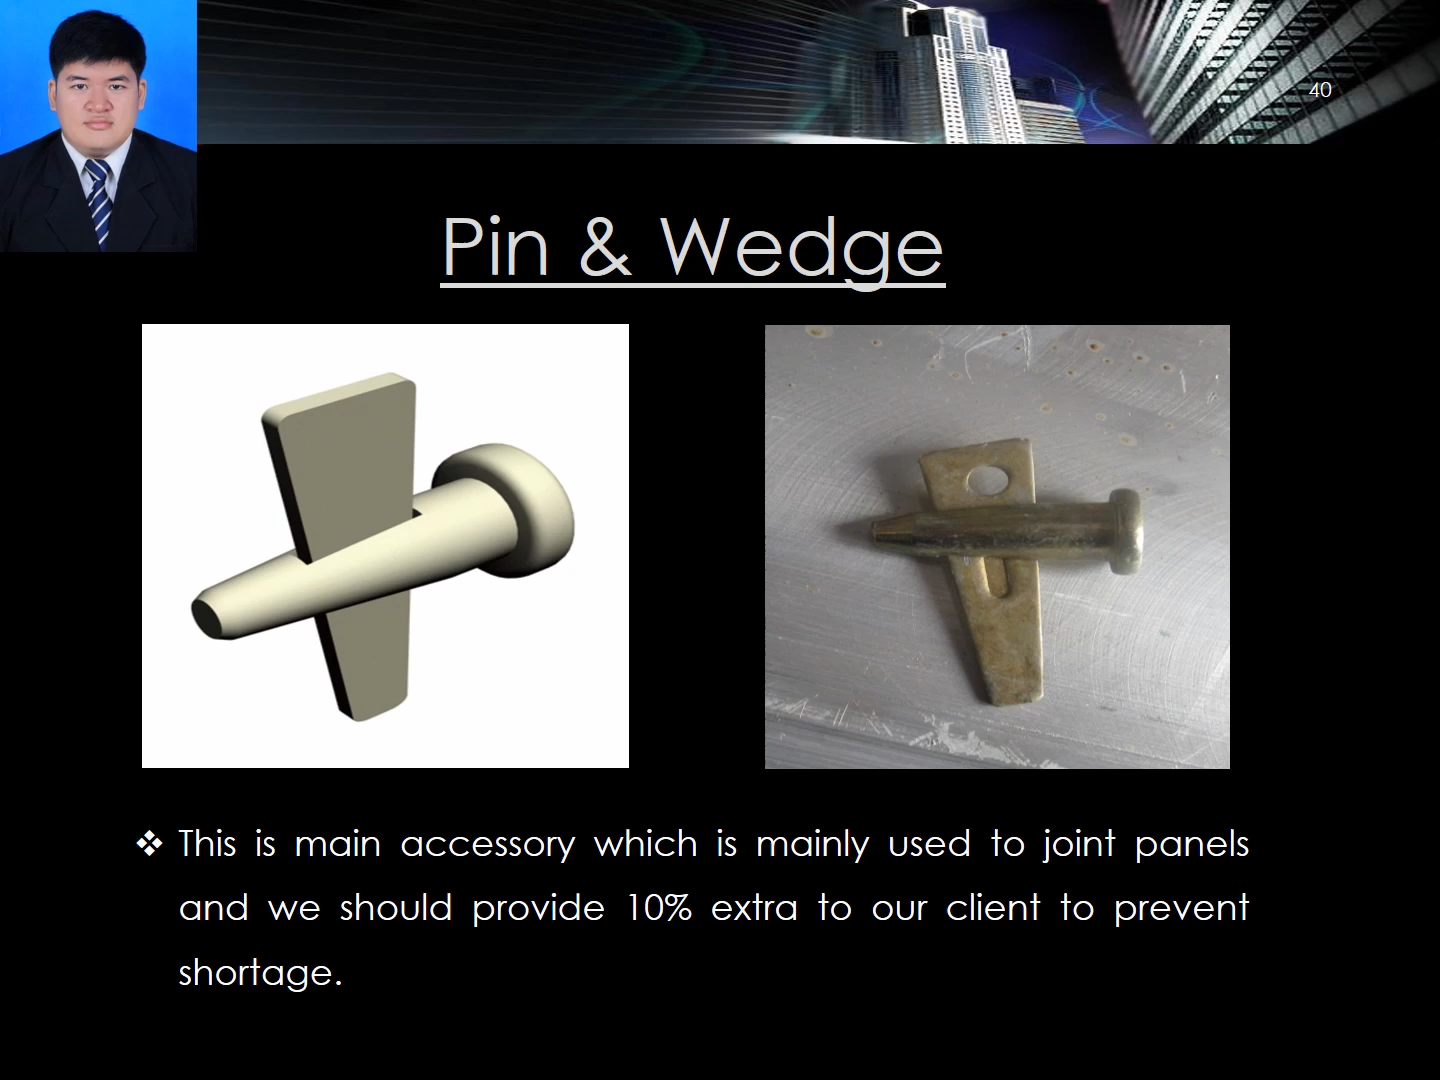 40
Pin & Wedge
❖ This is main accessory which is mainly used to joint panels
and we should provide 10% extra to our client to prevent
shortage.